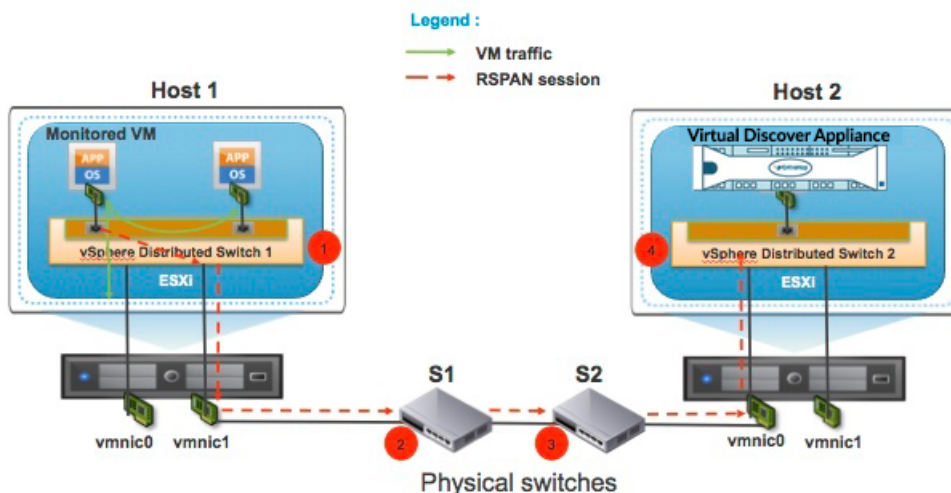 Legend :
VM traffic
RSPAN session
Host 1
Host 2
Monitored VM
APP
OS
APP
OS
Virtual Discover Appliance
vSphere Distributed Switch 1
1
ESXi
4
vSphere Distributed Switch 2
ESXi
S1
S2
vmnic0
vmnic1
2
3
vmnic0
vmnic1
Physical switches